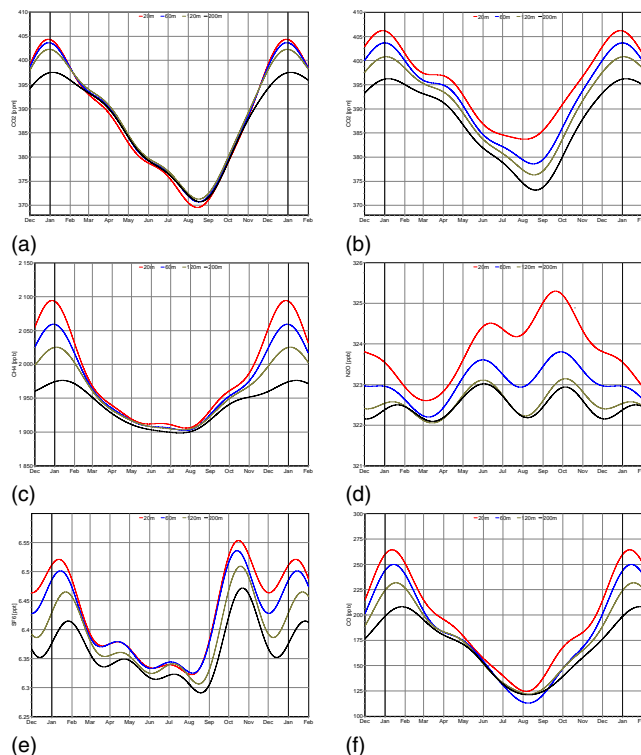 20m 60m 120m 200m
410
405
400
395
390
385
380
375
370
CO2 [ppm]
Dec Jan Feb Mar Apr May Jun Jul Aug Sep Oct Nov Dec Jan Feb
(a)
20m 60m 120m 200m
410
405
400
395
390
385
380
375
370
CO2 [ppm]
Dec Jan Feb Mar Apr May Jun Jul Aug Sep Oct Nov Dec Jan Feb
(b)
20m 60m 120m 200m
2 150
2 100
2 050
2 000
1 950
1 900
1 850
CH4 [ppb]
Dec Jan Feb Mar Apr May Jun Jul Aug Sep Oct Nov Dec Jan Feb
(c)
20m 60m 120m 200m
326
325
324
323
322
321
N2O [ppb]
Dec Jan Feb Mar Apr May Jun Jul Aug Sep Oct Nov Dec Jan Feb
(d)
20m 60m 120m 200m
6.55
6.5
6.45
6.4
6.35
6.3
6.25
SF6 [ppt]
Dec Jan Feb Mar Apr May Jun Jul Aug Sep Oct Nov Dec Jan Feb
(e)
20m 60m 120m 200m
300
275
250
225
200
175
150
125
100
CO [ppb]
Dec Jan Feb Mar Apr May Jun Jul Aug Sep Oct Nov Dec Jan Feb
(f)